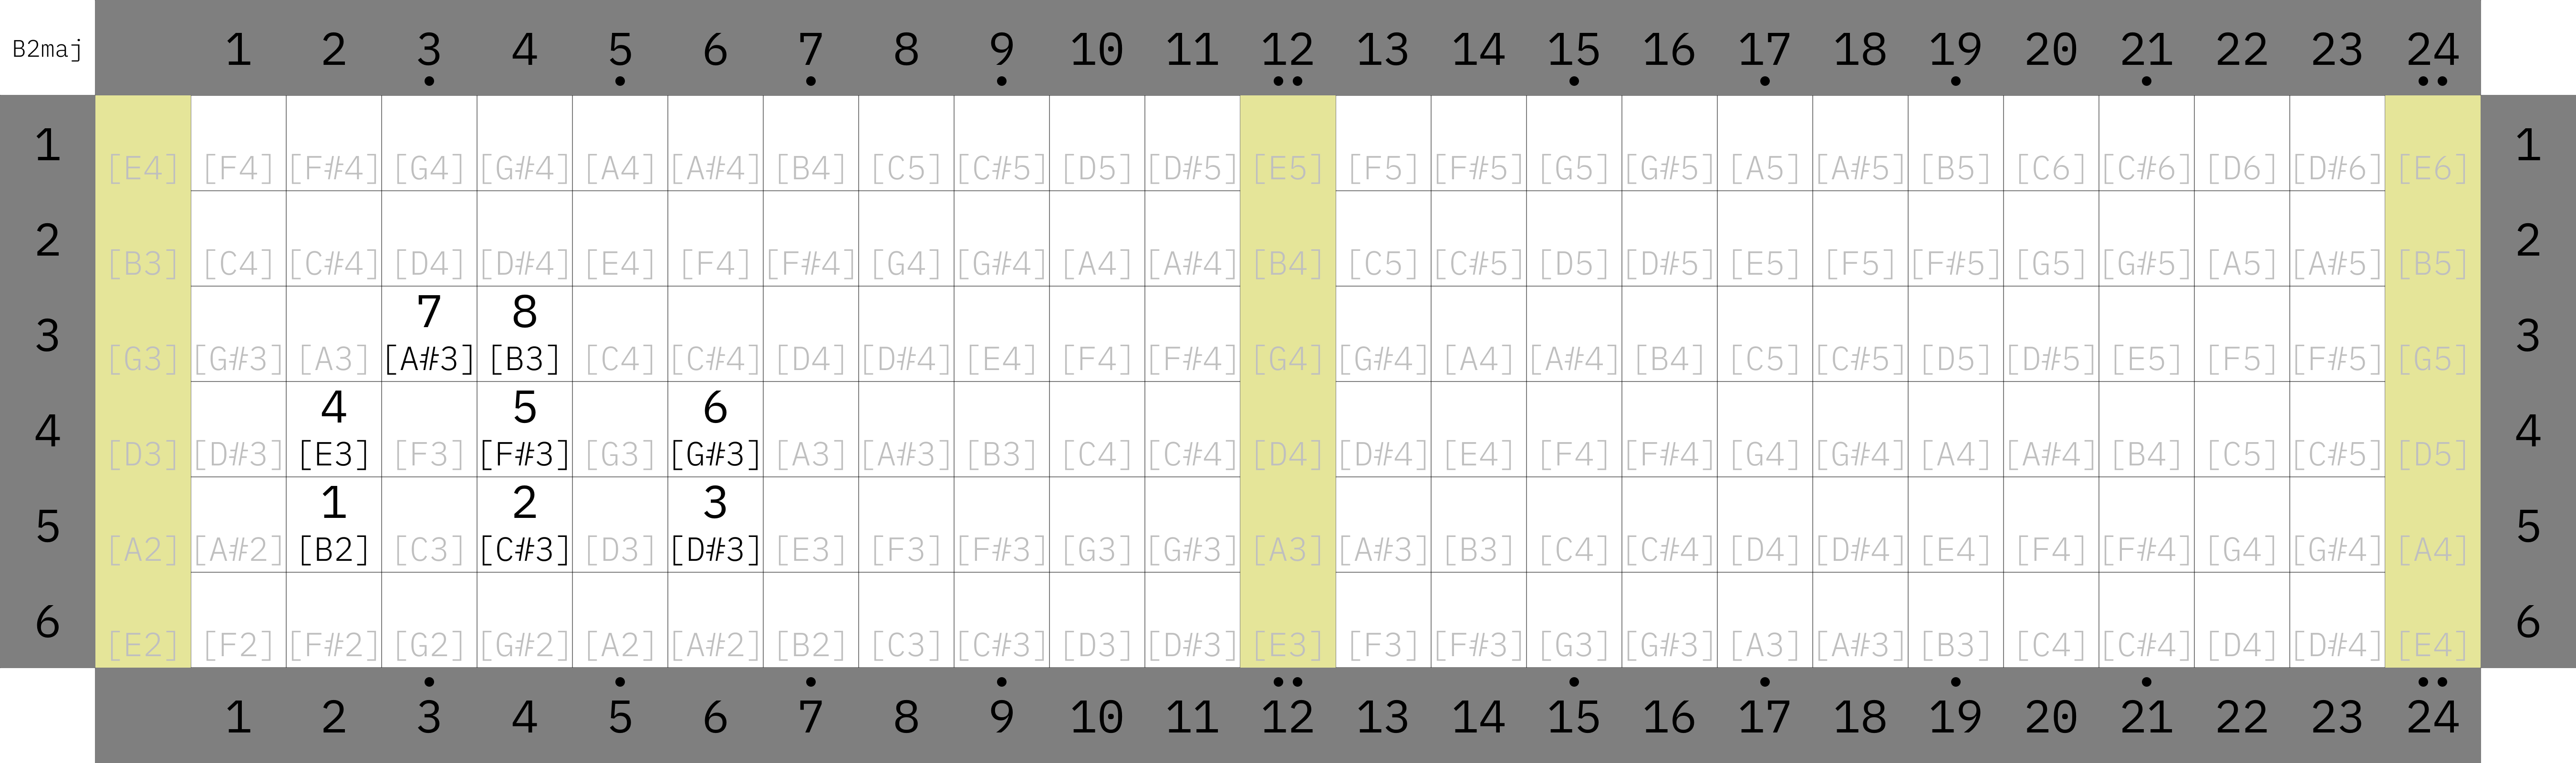 B2maj 1 2 3 4 5 6 7 8 9 10 11 12 13 14 15 16 17 18 19 20 21 22 23 24
1 [E4] [F4] [F#4] [G4] [G#4] [A4] [A#4] [B4] [C5] [C#5] [D5] [D#5] [E5] [F5] [F#5] [G5] [G#5] [A5] [A#5] [B5] [C6] [C#6] [D6] [D#6] [E6] 1
2 [B3] [C4] [C#4] [D4] [D#4] [E4] [F4] [F#4] [G4] [G#4] [A4] [A#4] [B4] [C5] [C#5] [D5] [D#5] [E5] [F5] [F#5] [G5] [G#5] [A5] [A#5] [B5] 2
7 8
3 [G3] [G#3] [A3] [A#3] [B3] [C4] [C#4] [D4] [D#4] [E4] [F4] [F#4] [G4] [G#4] [A4] [A#4] [B4] [C5] [C#5] [D5] [D#5] [E5] [F5] [F#5] [G5] 3
4 5 6
4 [D3] [D#3] [E3] [F3] [F#3] [G3] [G#3] [A3] [A#3] [B3] [C4] [C#4] [D4] [D#4] [E4] [F4] [F#4] [G4] [G#4] [A4] [A#4] [B4] [C5] [C#5] [D5] 4
1 2 3
5 [A2] [A#2] [B2] [C3] [C#3] [D3] [D#3] [E3] [F3] [F#3] [G3] [G#3] [A3] [A#3] [B3] [C4] [C#4] [D4] [D#4] [E4] [F4] [F#4] [G4] [G#4] [A4] 5
6 [E2] [F2] [F#2] [G2] [G#2] [A2] [A#2] [B2] [C3] [C#3] [D3] [D#3] [E3] [F3] [F#3] [G3] [G#3] [A3] [A#3] [B3] [C4] [C#4] [D4] [D#4] [E4] 6
1 2 3 4 5 6 7 8 9 10 11 12 13 14 15 16 17 18 19 20 21 22 23 24